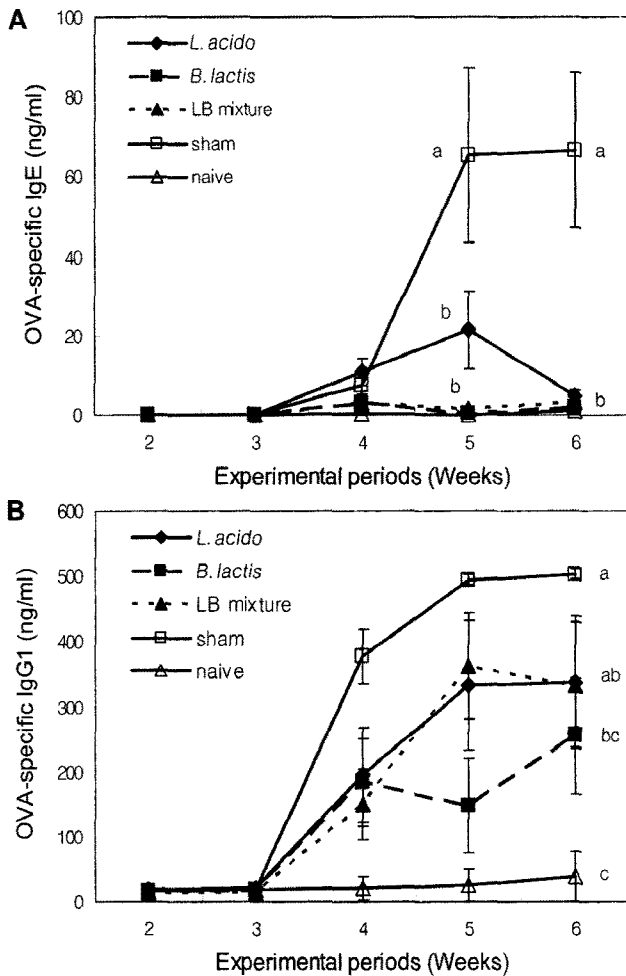 A
OVA-specific IgE (ng/ml)
100
80
60
40
20
0
L. acido
B. lactis
LB mixture
sham
naive
a
a
b
b
b
2 3 4 5 6
Experimental periods (Weeks)
B
OVA-specific IgG1 (ng/ml)
600
500
400
300
200
100
0
L. acido
B. lactis
LB mixture
sham
naive
a
ab
bc
c
2 3 4 5 6
Experimental periods (Weeks)